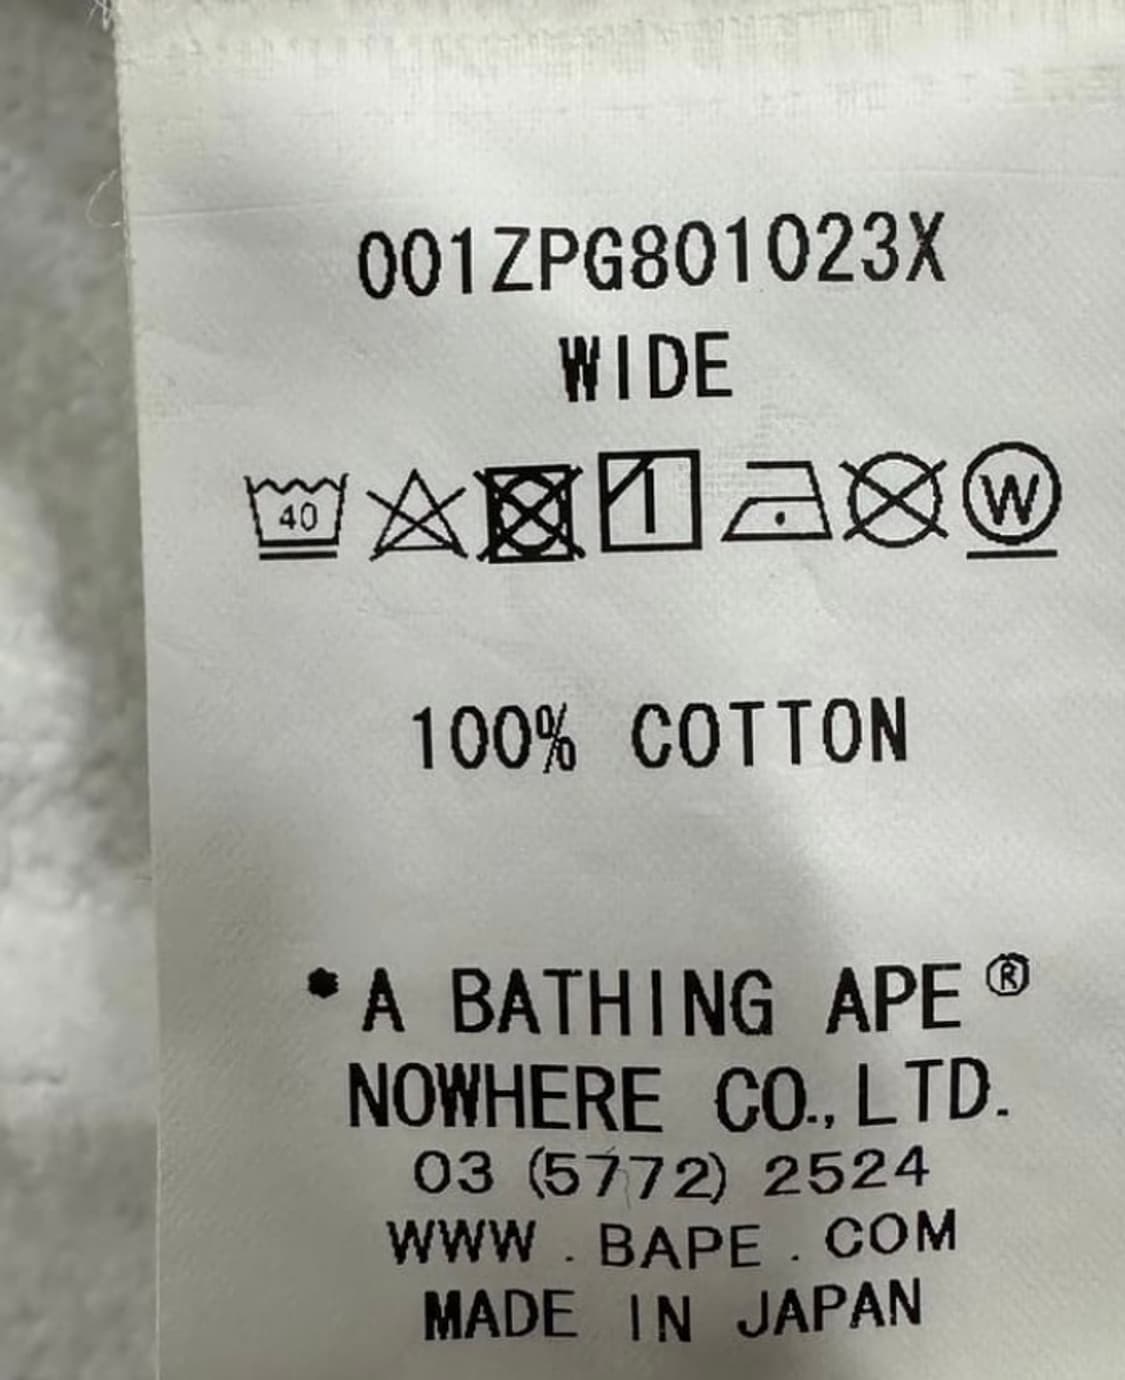 001ZPG801023X
WIDE
40 W
100% COTTON
*A BATHING APE®
NOWHERE CO.,LTD.
03 (5772) 2524
WWW . BAPE . COM
MADE IN JAPAN